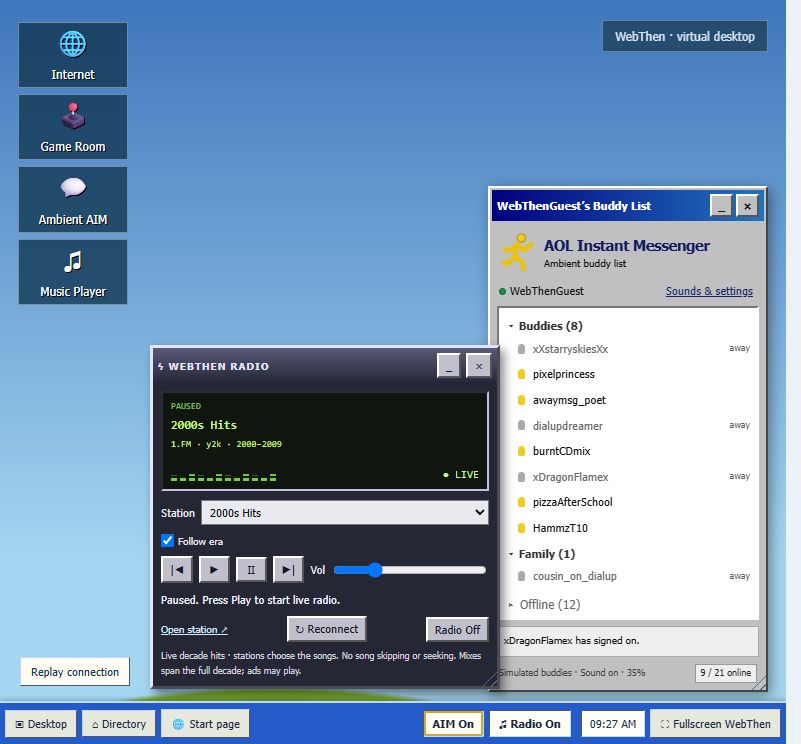 WebThen · virtual desktop
Internet
Game Room
Ambient AIM
Music Player
WebThenGuest's Buddy List
AOL Instant Messenger
Ambient buddy list
WebThenGuest
Sounds & settings
Buddies (8)
xXstarryskiesXx away
pixelprincess
awaymsg_poet
dialupdreamer away
burntCDmix
xDragonFlamex away
pizzaAfterSchool
HammzT10
Family (1)
cousin_on_dialup away
Offline (12)
xDragonFlamex has signed on.
Simulated buddies · Sound on · 35%
9 / 21 online
WEBTHEN RADIO
PAUSED
2000s Hits
1.FM · y2k · 2000–2009
LIVE
Station 2000s Hits
Follow era
Vol
Paused. Press Play to start live radio.
Open station ↗
↻ Reconnect
Radio Off
Live decade hits · stations choose the songs. No song skipping or seeking. Mixes
span the full decade; ads may play.
Replay connection
Desktop
Directory
Start page
AIM On
Radio On
09:27 AM
Fullscreen WebThen